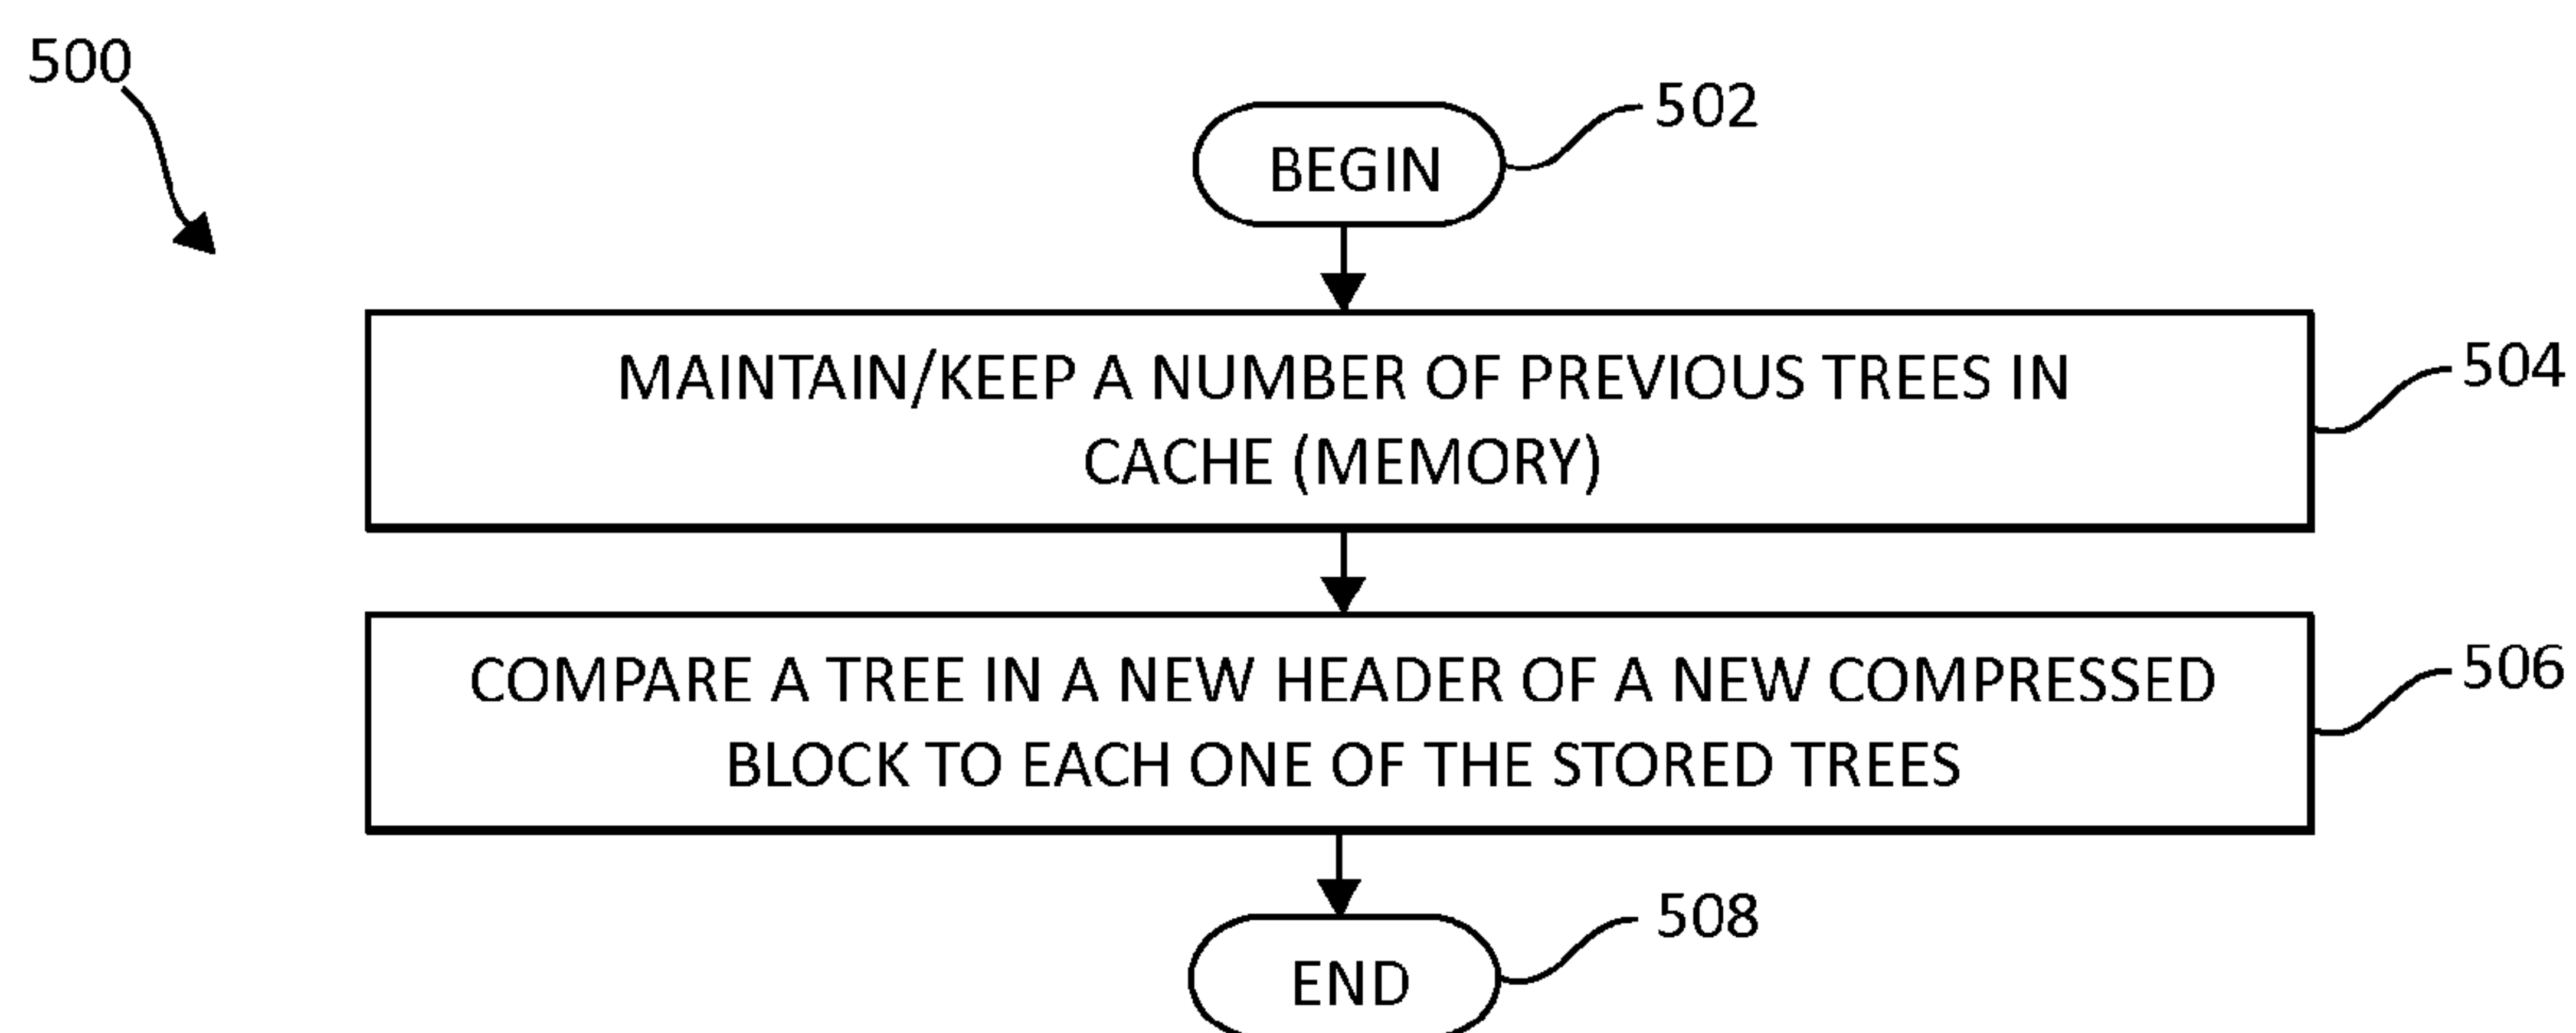 500
502
BEGIN
MAINTAIN/KEEP A NUMBER OF PREVIOUS TREES IN
CACHE (MEMORY)
504
COMPARE A TREE IN A NEW HEADER OF A NEW COMPRESSED
BLOCK TO EACH ONE OF THE STORED TREES
506
508
END